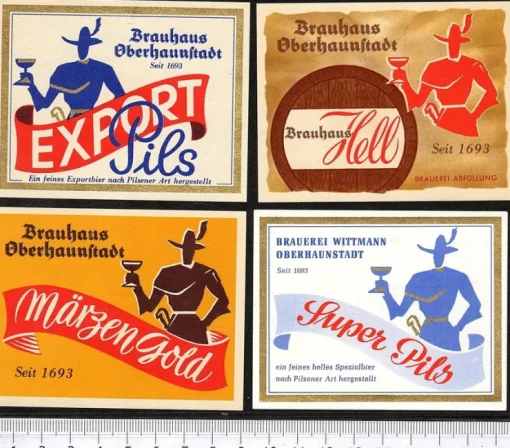 Brauhaus
Oberhaunstadt
Seit 1693
EXPORT
Pils
Ein feines Exportbier nach Pilsener Art hergestellt
Brauhaus
Oberhaunstadt
Brauhaus
Hell
Seit 1693
BRAUEREI ABFÜLLUNG
Brauhaus
Oberhaunstadt
Märzen Gold
Seit 1693
BRAUEREI WITTMANN
OBERHAUNSTADT
Seit 1693
Super Pils
ein feines helles Spezialbier
nach Pilsener Art hergestellt